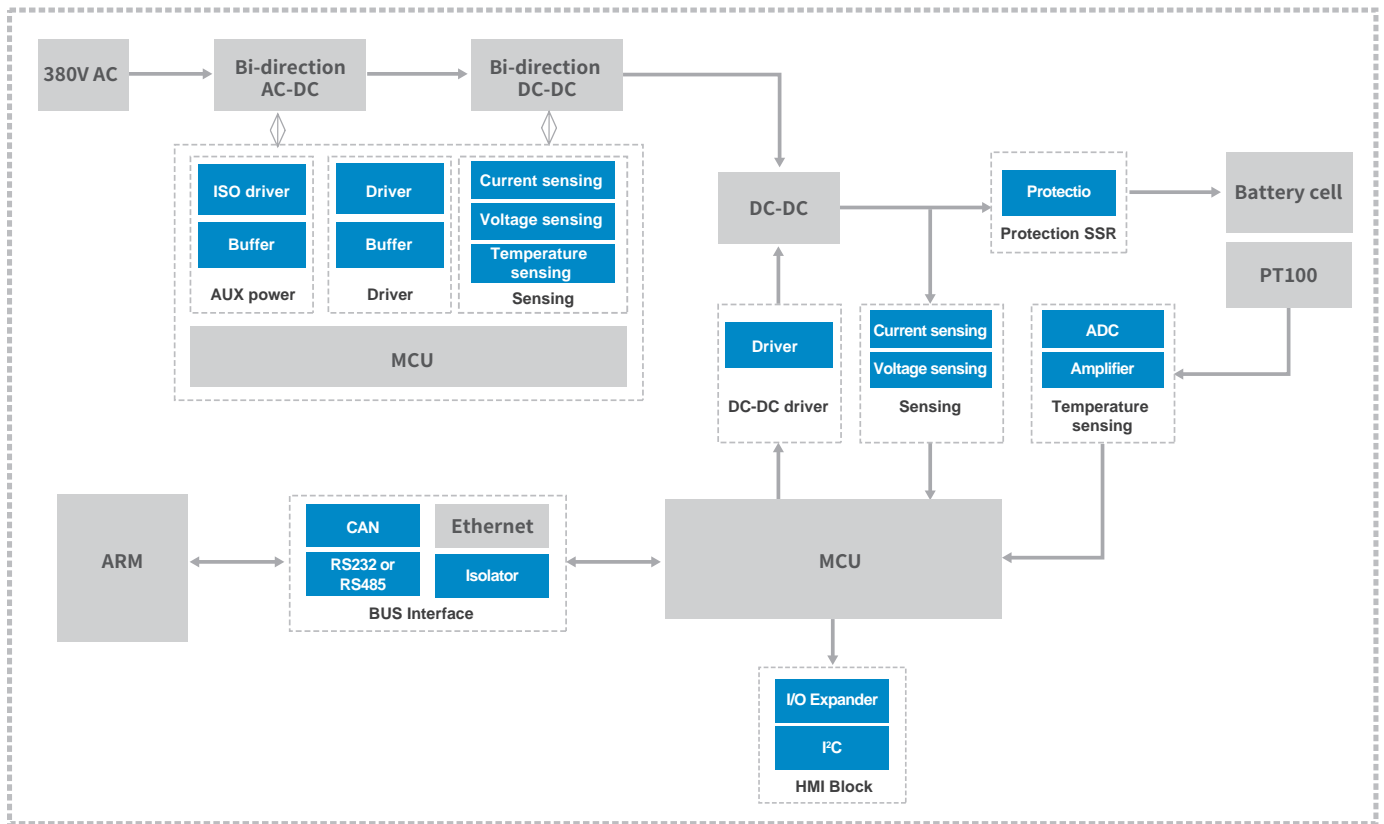 380V AC
Bi-direction
AC-DC
Bi-direction
DC-DC
ISO driver
Buffer
AUX power
Driver
Buffer
Driver
Current sensing
Voltage sensing
Temperature
sensing
Sensing
MCU
DC-DC
Protectio
Protection SSR
Battery cell
PT100
Driver
DC-DC driver
Current sensing
Voltage sensing
Sensing
ADC
Amplifier
Temperature
sensing
ARM
CAN
Ethernet
RS232 or
RS485
Isolator
BUS Interface
MCU
I/O Expander
I²C
HMI Block